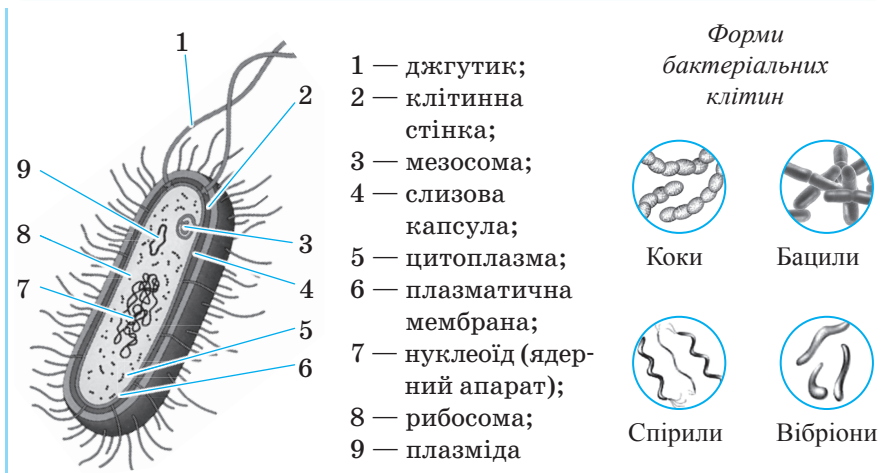 1
2
9
8
3
7
4
5
6
1 — джгутик;
2 — клітинна
стінка;
3 — мезосома;
4 — слизова
капсула;
5 — цитоплазма;
6 — плазматична
мембрана;
7 — нуклеоїд (ядер-
ний апарат);
8 — рибосома;
9 — плазміда
Форми
бактеріальних
клітин
Коки
Бацили
Спірили
Вібріони